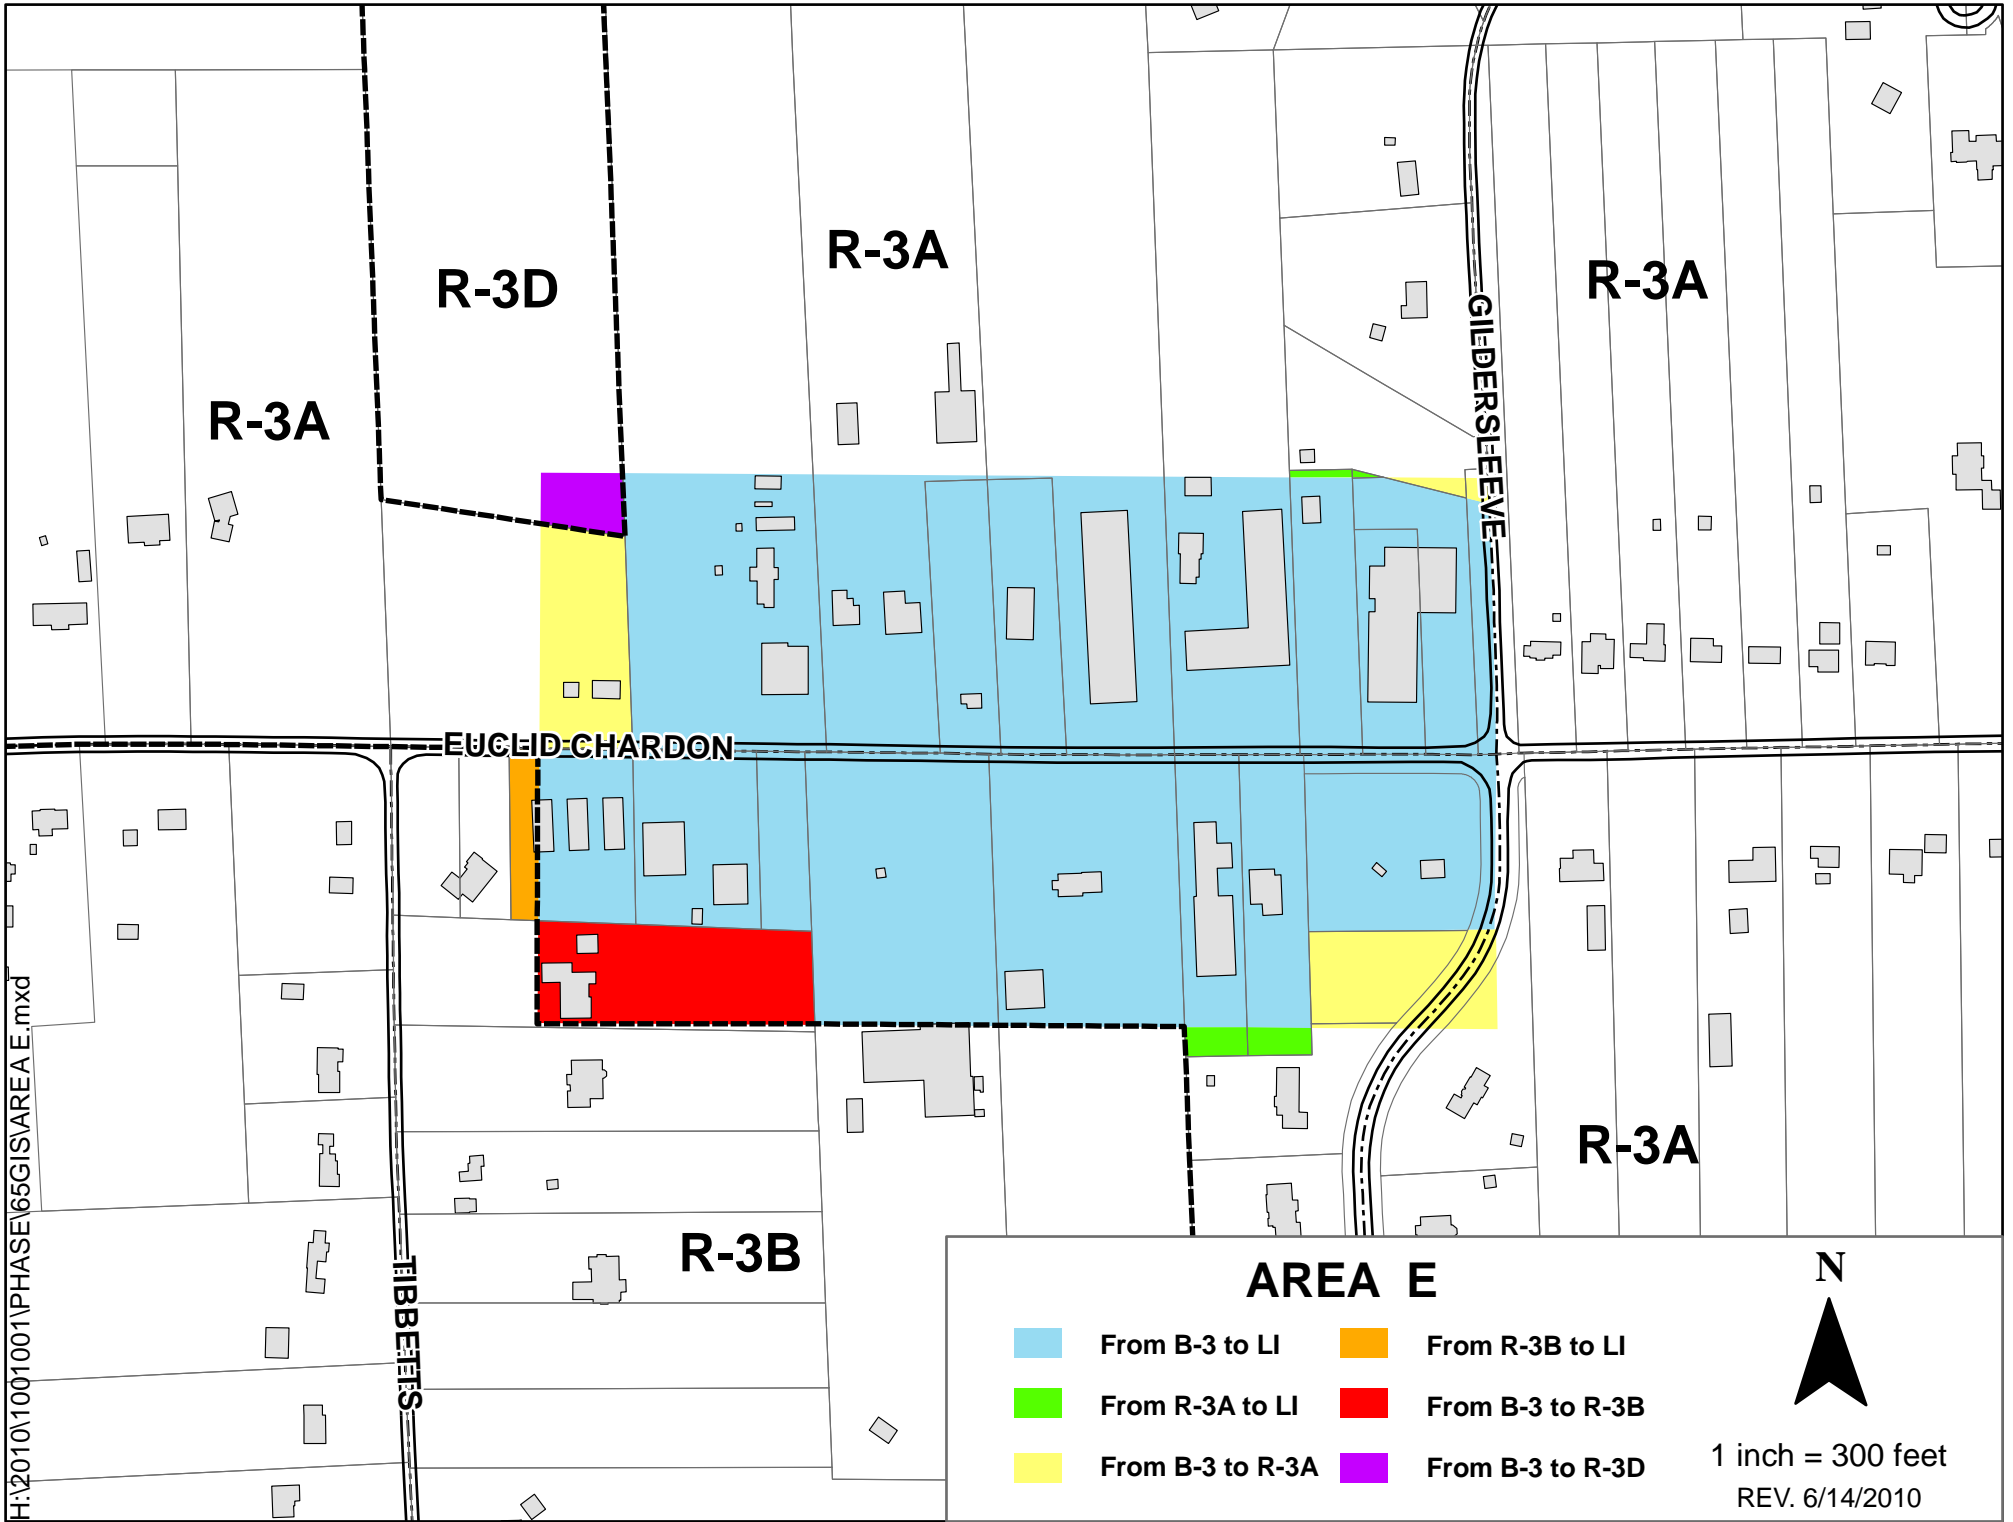 R-3A
R-3D
R-3A
R-3A
GILDERSLEEVE
EUCLID CHARDON
H:\2010\1001001\PHASE\65GIS\AREA E.mxd
R-3A
R-3B
TIBBETTS
AREA E
From B-3 to LI
From R-3B to LI
From R-3A to LI
From B-3 to R-3B
From B-3 to R-3A
From B-3 to R-3D
N
1 inch = 300 feet
REV. 6/14/2010